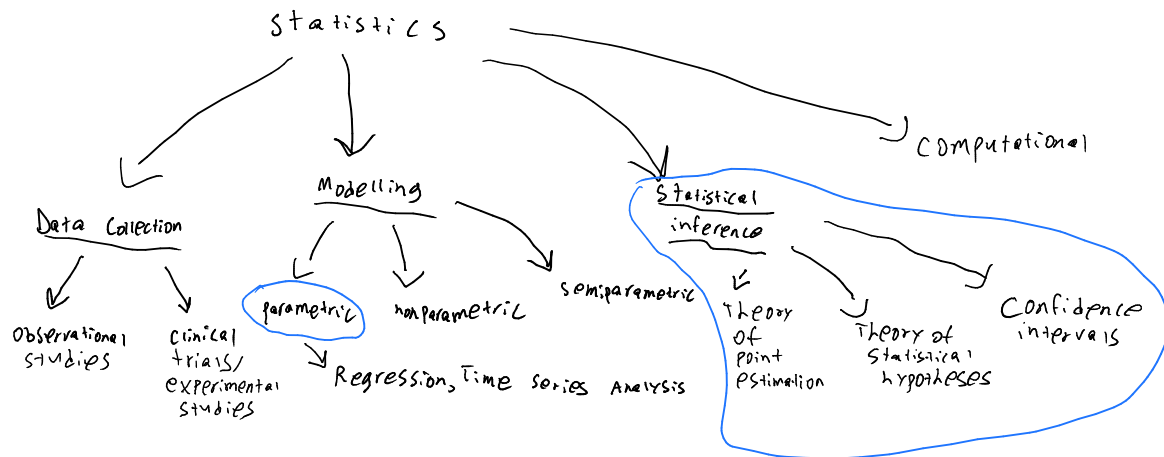 Statistics
Computational
Modelling
Statistical
inference
Data Collection
parametric
nonparametric
semiparametric
Observational
studies
Clinical
trials/
experimental
studies
Regression, Time Series Analysis
Theory
of
point
estimation
Theory of
statistical
hypotheses
Confidence
intervals